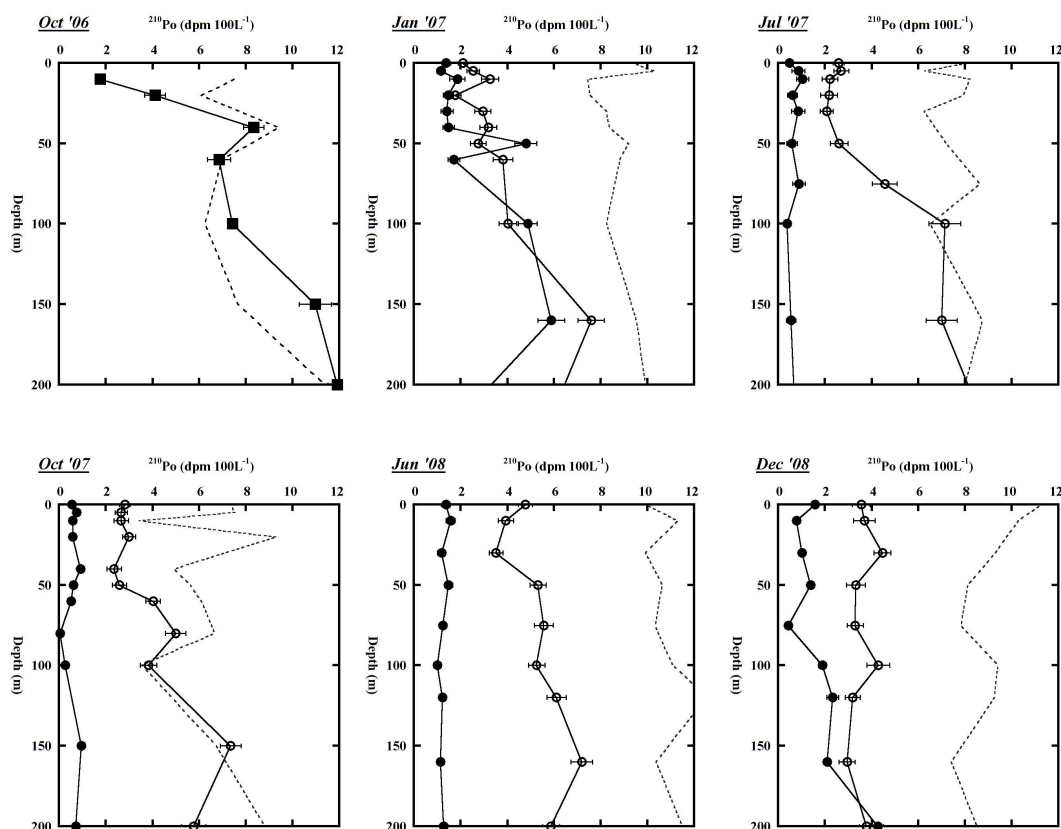 Oct '06 ²¹⁰Po (dpm 100L⁻¹) Jan '07 ²¹⁰Po (dpm 100L⁻¹) Jul '07 ²¹⁰Po (dpm 100L⁻¹)
0 2 4 6 8 10 12 0 2 4 6 8 10 12 0 2 4 6 8 10 12
0 0 0
50 50 50
Depth (m) Depth (m) Depth (m)
100 100 100
150 150 150
200 200 200
Oct '07 ²¹⁰Po (dpm 100L⁻¹) Jun '08 ²¹⁰Po (dpm 100L⁻¹) Dec '08 ²¹⁰Po (dpm 100L⁻¹)
0 2 4 6 8 10 12 0 2 4 6 8 10 12 0 2 4 6 8 10 12
0 0 0
50 50 50
Depth (m) Depth (m) Depth (m)
100 100 100
150 150 150
200 200 200